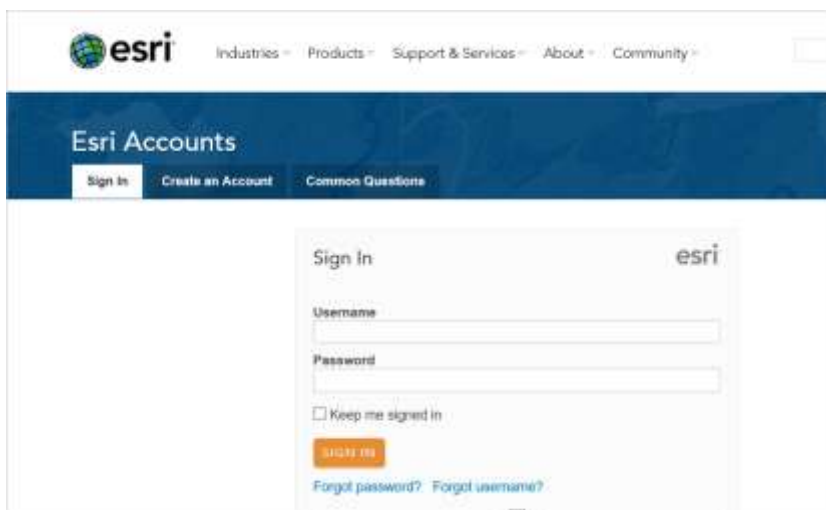 esri Industries Products Support & Services About Community
Esri Accounts
Sign In Create an Account Common Questions
Sign In esri
Username
Password
Keep me signed in
SIGN IN
Forgot password? Forgot username?